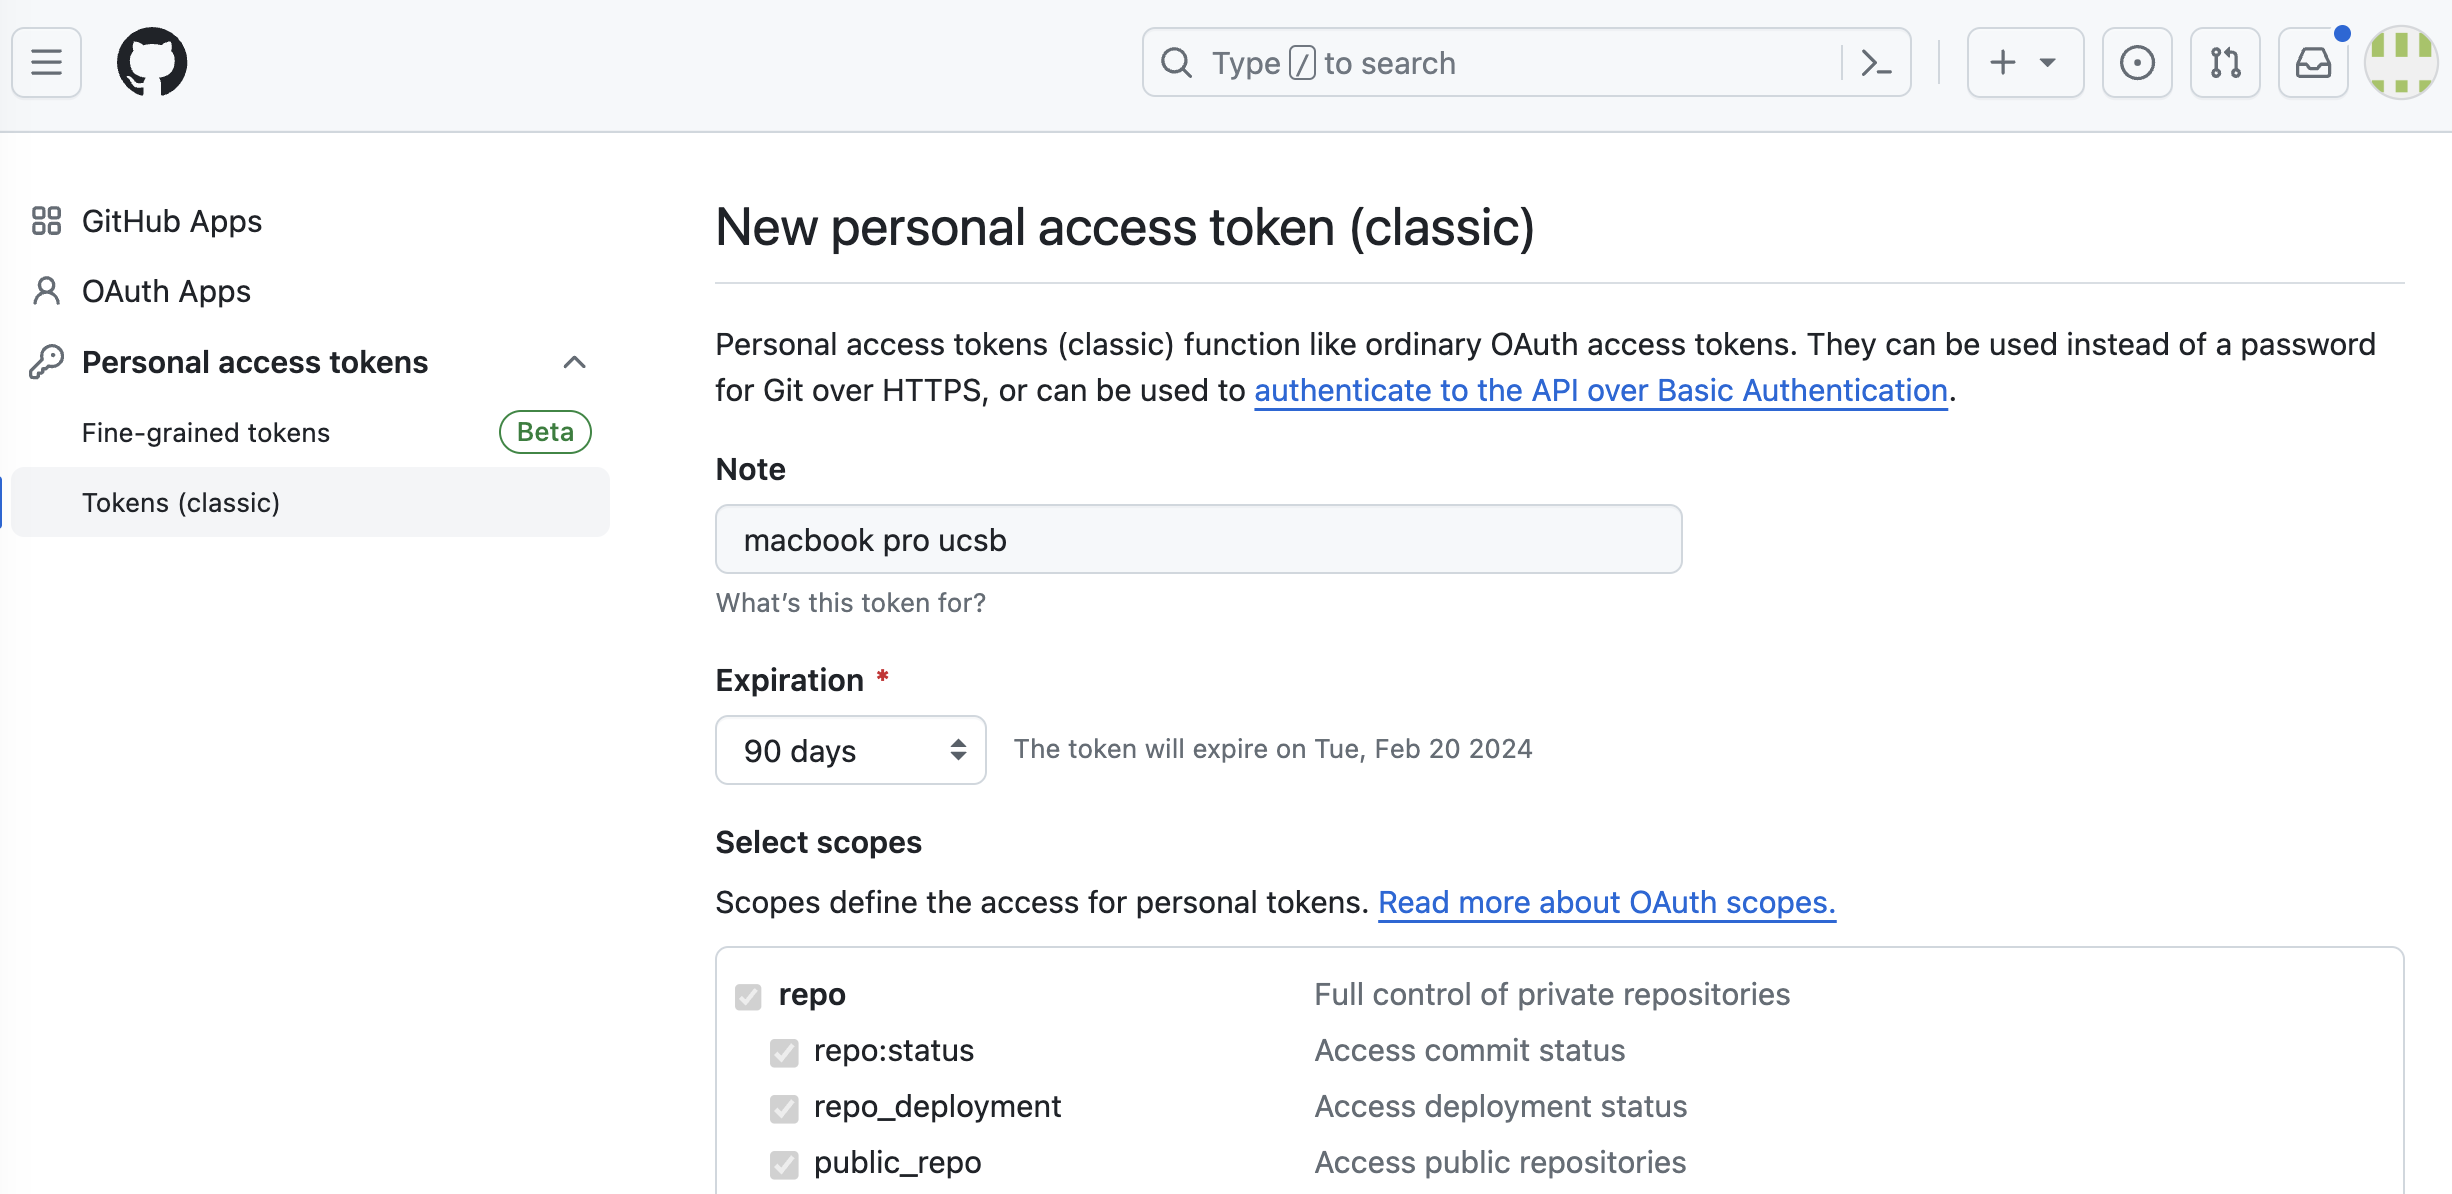 Type / to search
GitHub Apps
OAuth Apps
Personal access tokens
Fine-grained tokens Beta
Tokens (classic)
New personal access token (classic)
Personal access tokens (classic) function like ordinary OAuth access tokens. They can be used instead of a password
for Git over HTTPS, or can be used to authenticate to the API over Basic Authentication.
Note
macbook pro ucsb
What's this token for?
Expiration *
90 days The token will expire on Tue, Feb 20 2024
Select scopes
Scopes define the access for personal tokens. Read more about OAuth scopes.
repo Full control of private repositories
repo:status Access commit status
repo_deployment Access deployment status
public_repo Access public repositories